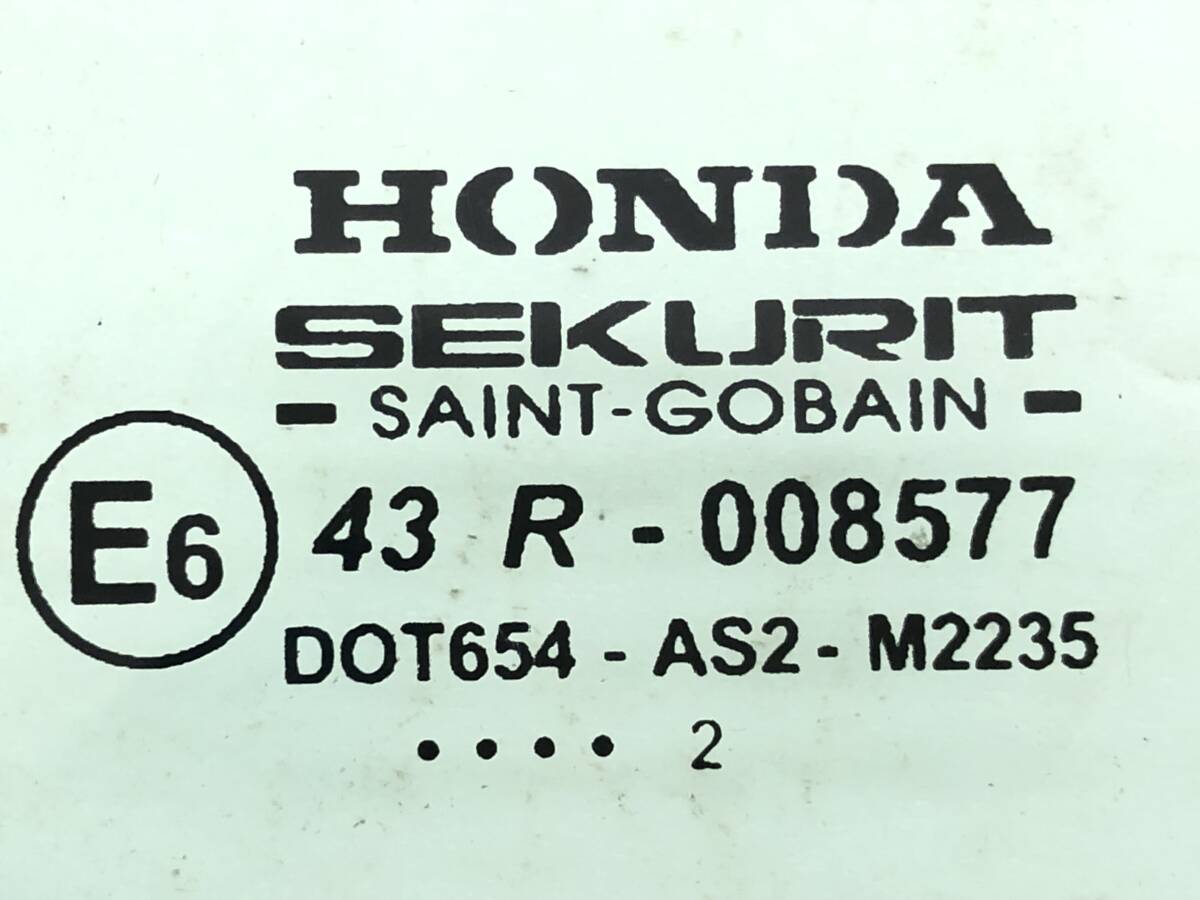 HONDA
SEKURIT
- SAINT-GOBAIN -
E6 43 R - 008577
DOT654 - AS2 - M2235
•••• 2